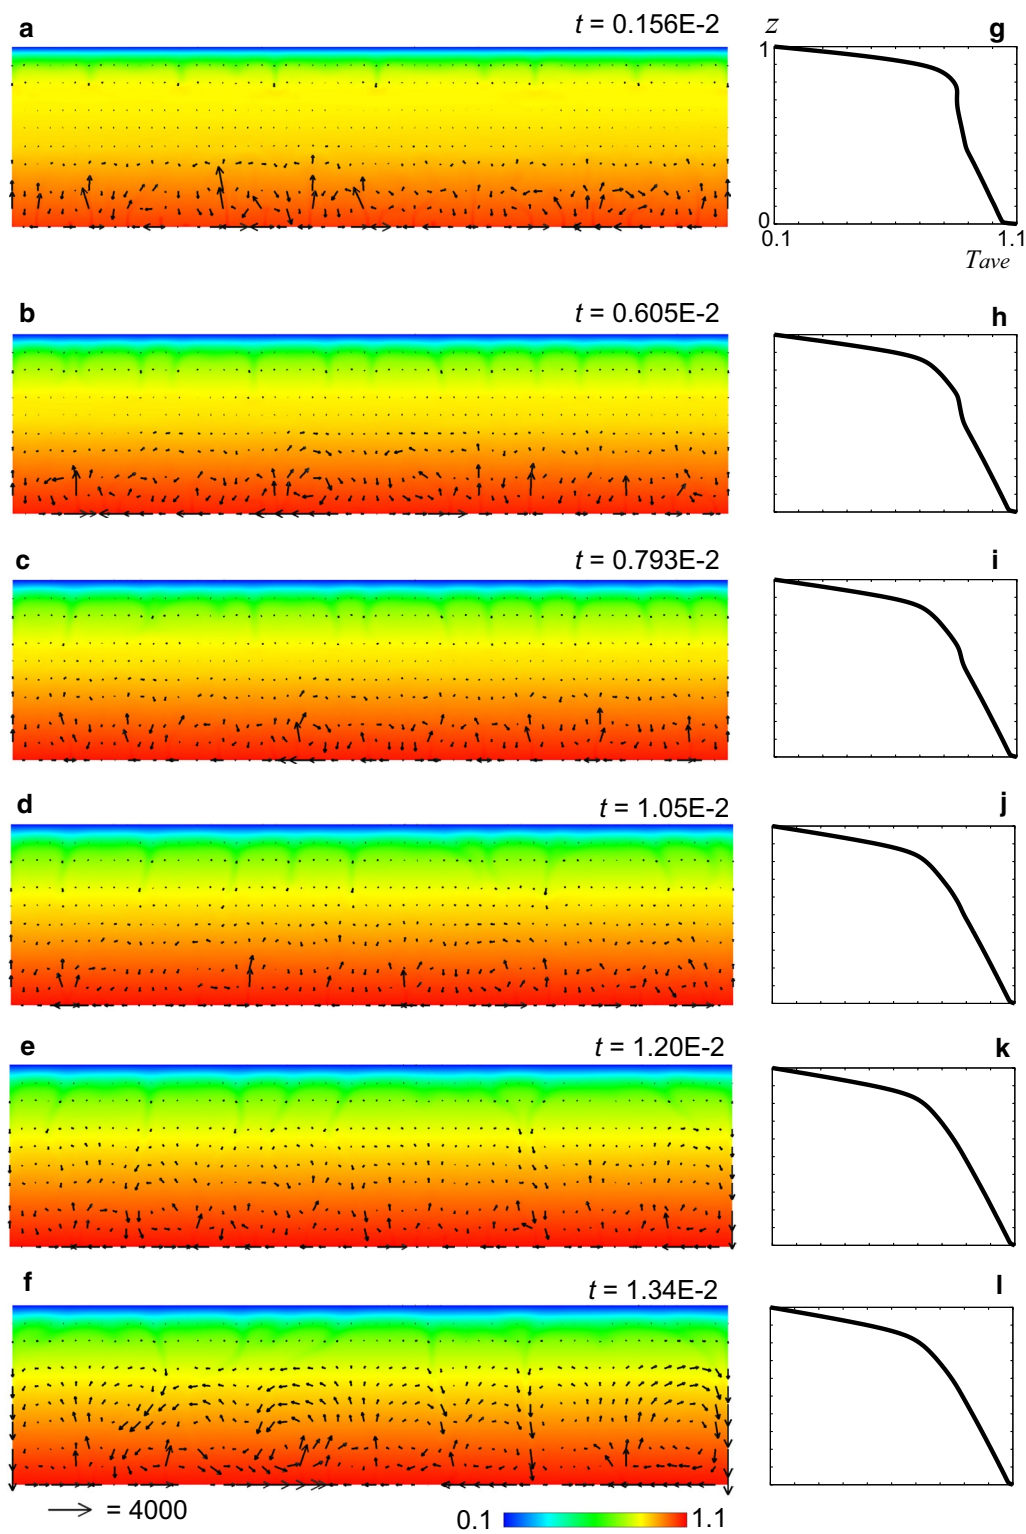 a
t = 0.156E-2
z
g
1
0
0.1
1.1
Tave
b
t = 0.605E-2
h
c
t = 0.793E-2
i
d
t = 1.05E-2
j
e
t = 1.20E-2
k
f
t = 1.34E-2
l
= 4000
0.1
1.1